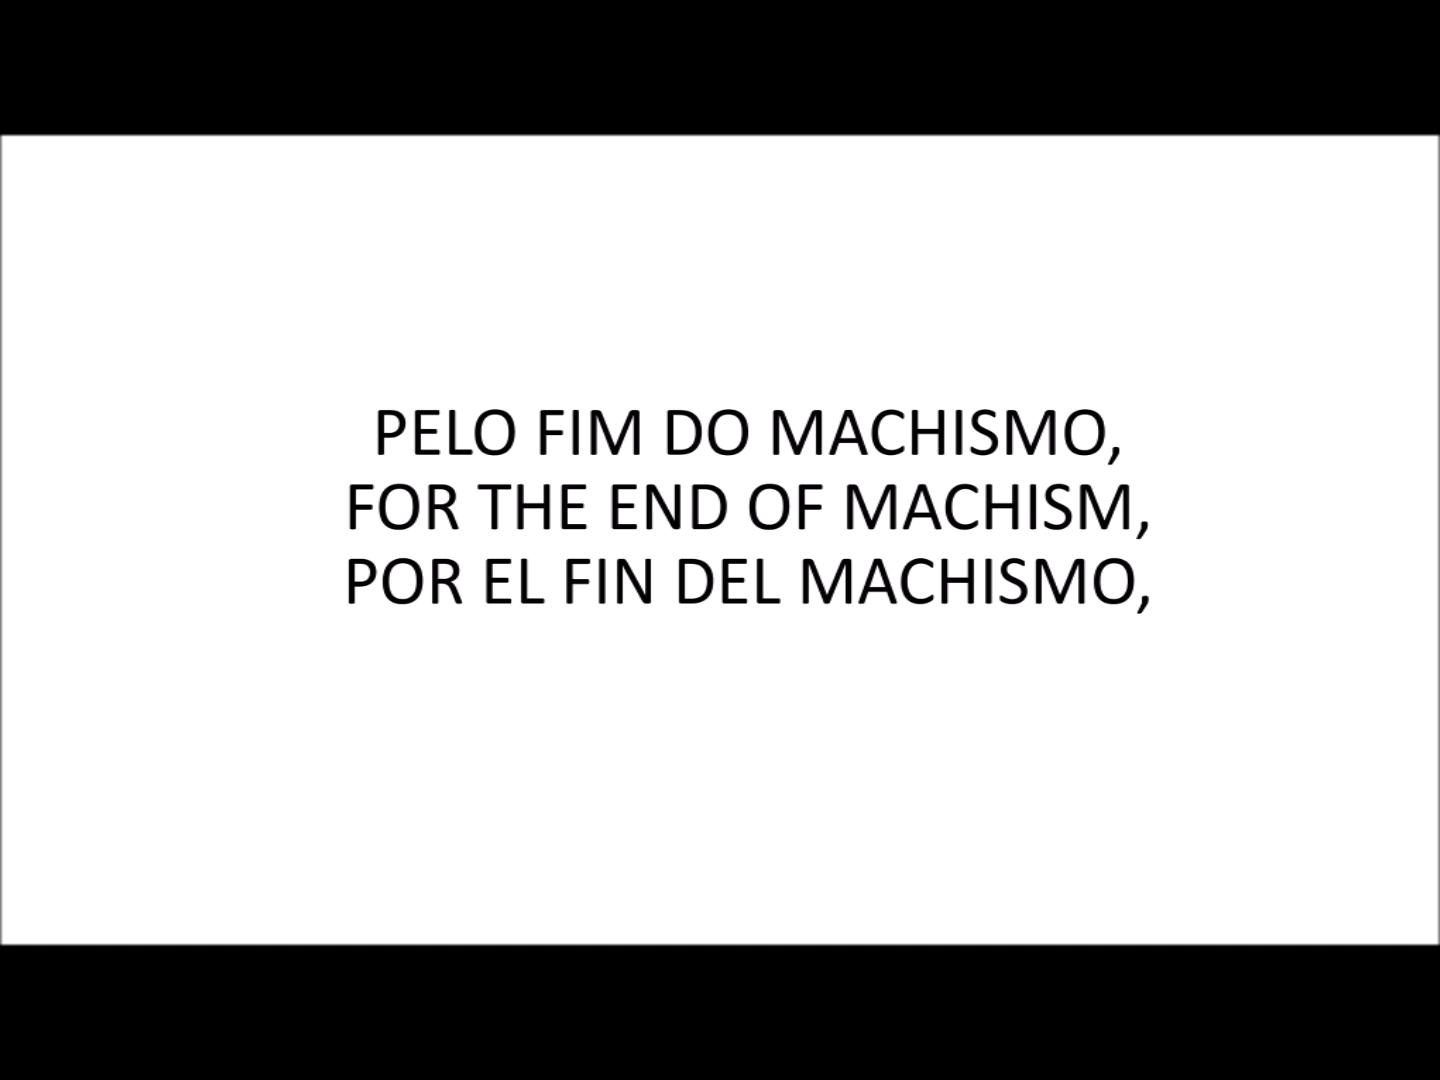 PELO FIM DO MACHISMO,
FOR THE END OF MACHISM,
POR EL FIN DEL MACHISMO,